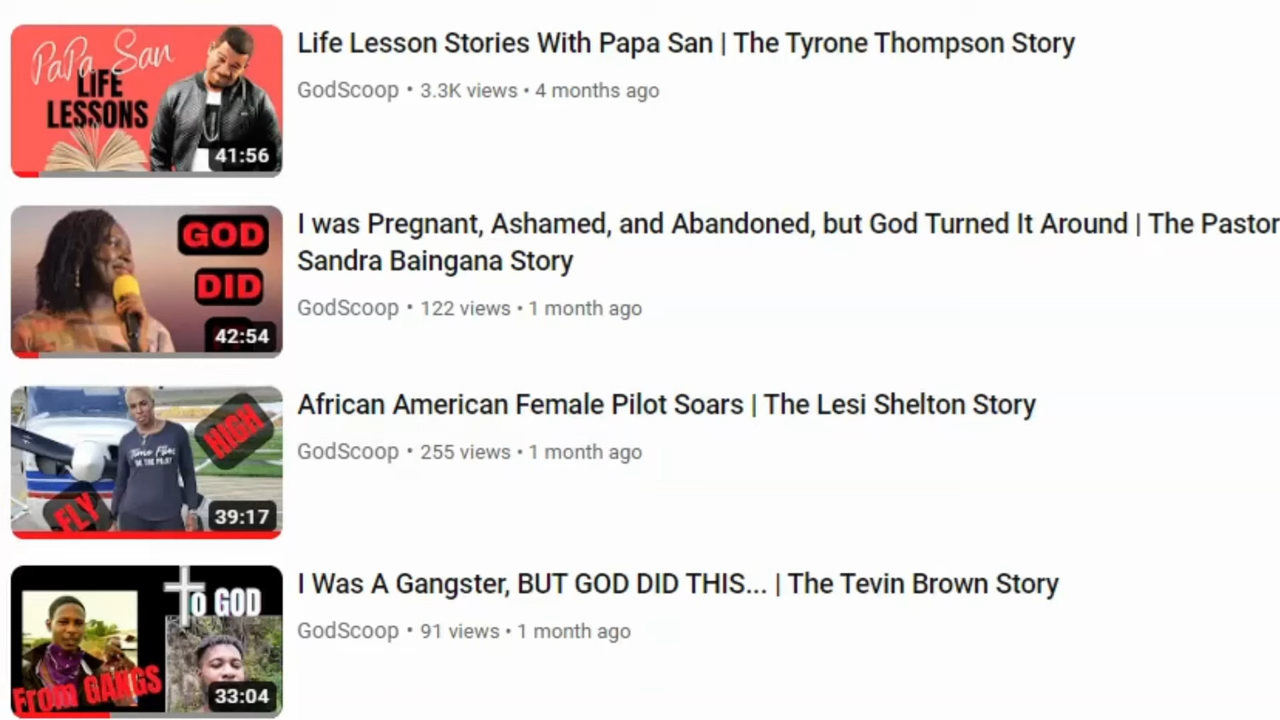 PaPa San
LIFE
LESSONS
41:56
Life Lesson Stories With Papa San | The Tyrone Thompson Story
GodScoop • 3.3K views • 4 months ago
GOD
DID
42:54
I was Pregnant, Ashamed, and Abandoned, but God Turned It Around | The Pastor
Sandra Baingana Story
GodScoop • 122 views • 1 month ago
HIGH
FLY
39:17
African American Female Pilot Soars | The Lesi Shelton Story
GodScoop • 255 views • 1 month ago
TO GOD
From GANGS
33:04
I Was A Gangster, BUT GOD DID THIS... | The Tevin Brown Story
GodScoop • 91 views • 1 month ago